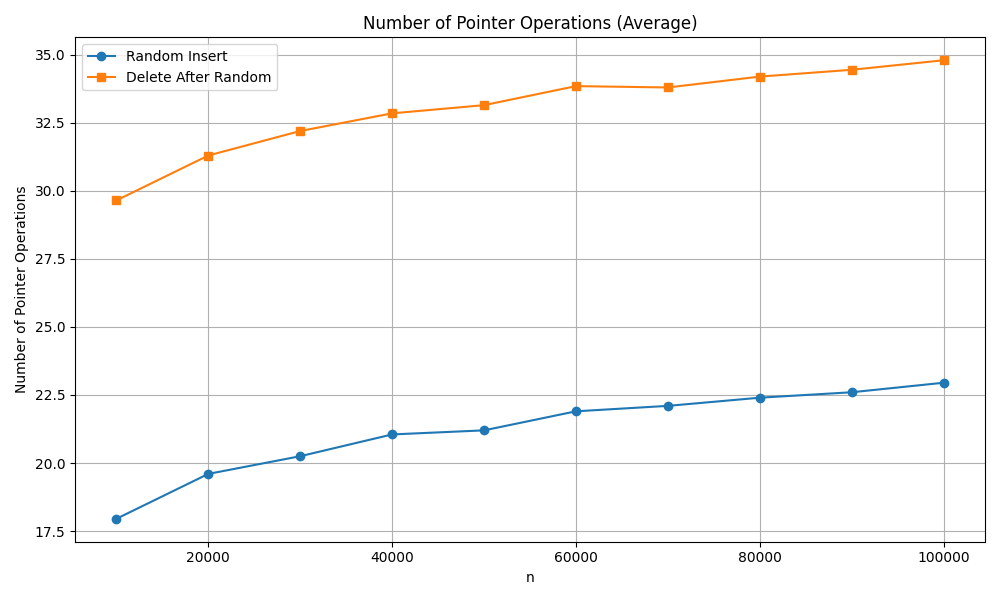 Number of Pointer Operations (Average)
Random Insert
Delete After Random
Number of Pointer Operations
35.0
32.5
30.0
27.5
25.0
22.5
20.0
17.5
20000 40000 60000 80000 100000
n